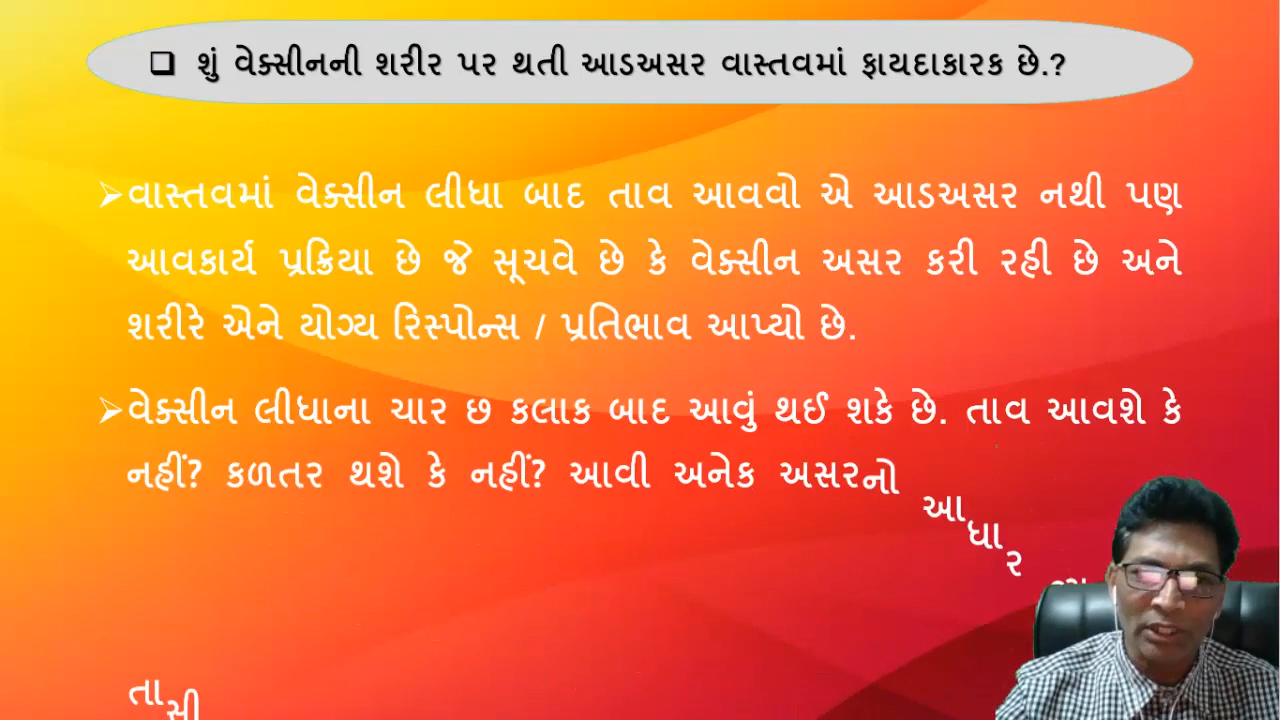 ❑ શું વેક્સીનની શરીર પર થતી આડઅસર વાસ્તવમાં ફાયદાકારક છે.?
➢વાસ્તવમાં વેક્સીન લીધા બાદ તાવ આવવો એ આડઅસર નથી પણ
આવકાર્ય પ્રક્રિયા છે જે સૂચવે છે કે વેક્સીન અસર કરી રહી છે અને
શરીરે એને યોગ્ય રિસ્પોન્સ / પ્રતિભાવ આપ્યો છે.
➢વેક્સીન લીધાના ચાર છ કલાક બાદ આવું થઈ શકે છે. તાવ આવશે કે
નહીં? કળતર થશે કે નહીં? આવી અનેક અસરનો આધાર
તાસી